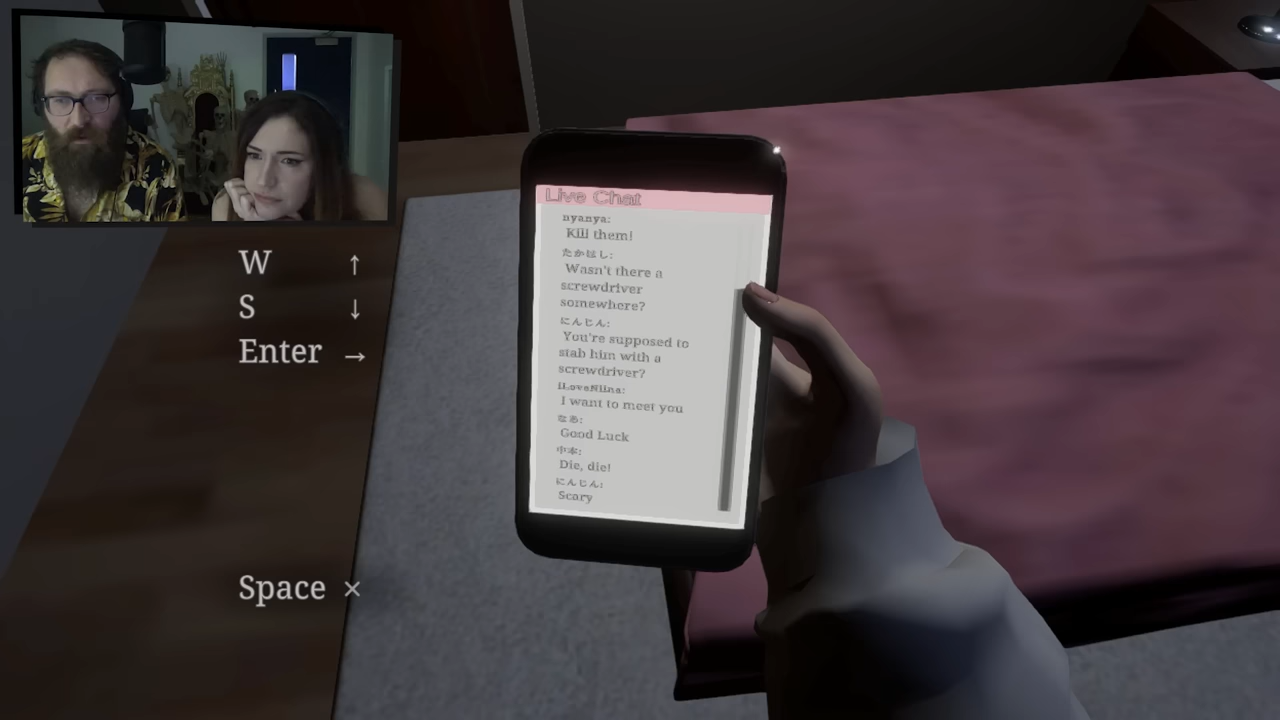 W ↑
S ↓
Enter →
Space ×
Live Chat
nyanya:
Kill them!
たかはし:
Wasn't there a
screwdriver
somewhere?
にんじん:
You're supposed to
stab him with a
screwdriver?
iLoveNiina:
I want to meet you
なる:
Good Luck
中本:
Die, die!
にんじん:
Scary